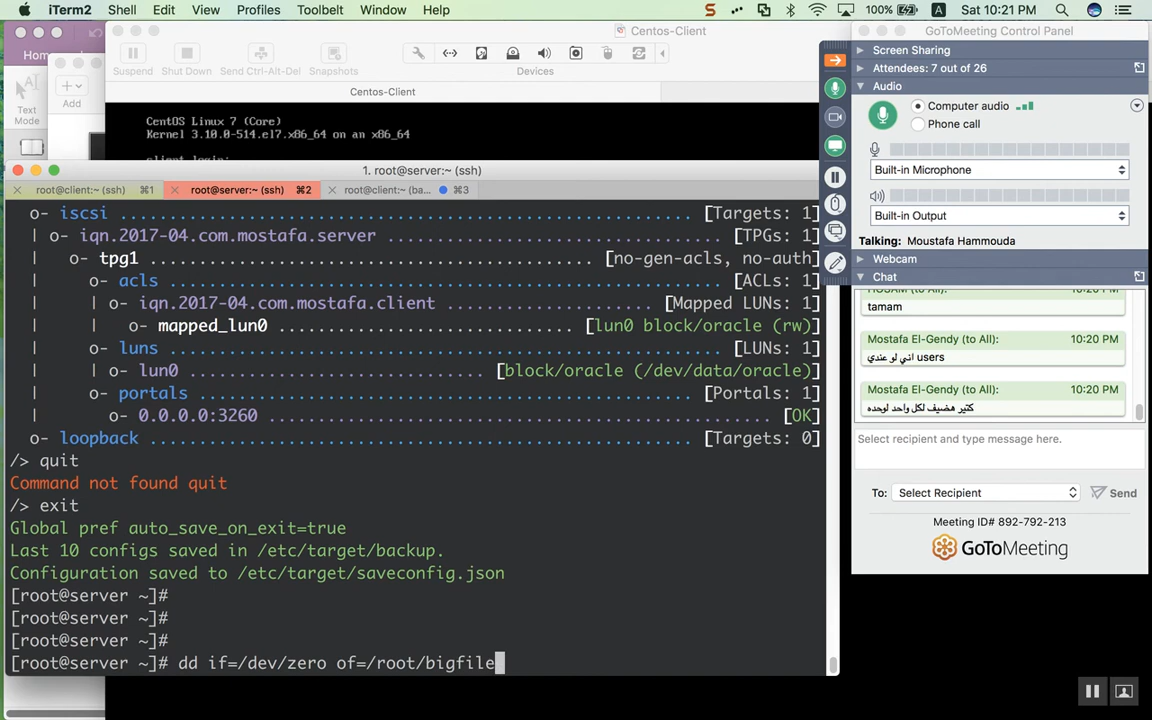 iTerm2 Shell Edit View Profiles Toolbelt Window Help
S 100% A Sat 10:21 PM
Home
Text
Mode
Add
Centos-Client
Suspend Shut Down Send Ctrl-Alt-Del Snapshots Devices
Centos-Client
CentOS Linux 7 (Core)
Kernel 3.10.0-514.el7.x86_64 on an x86_64
client login:
1. root@server:~ (ssh)
root@client:~ (ssh) ⌘1 root@server:~ (ssh) ⌘2 root@client:~ (ba... ⌘3
o- iscsi ................................................... [Targets: 1]
| o- iqn.2017-04.com.mostafa.server ........................... [TPGs: 1]
|   o- tpg1 ...................................... [no-gen-acls, no-auth]
|     o- acls ................................................. [ACLs: 1]
|     | o- iqn.2017-04.com.mostafa.client .............. [Mapped LUNs: 1]
|     |   o- mapped_lun0 ....................... [lun0 block/oracle (rw)]
|     o- luns ................................................. [LUNs: 1]
|     | o- lun0 ......................... [block/oracle (/dev/data/oracle)]
|     o- portals ........................................... [Portals: 1]
|       o- 0.0.0.0:3260 ............................................ [OK]
o- loopback ................................................ [Targets: 0]
/> quit
Command not found quit
/> exit
Global pref auto_save_on_exit=true
Last 10 configs saved in /etc/target/backup.
Configuration saved to /etc/target/saveconfig.json
[root@server ~]#
[root@server ~]#
[root@server ~]#
[root@server ~]# dd if=/dev/zero of=/root/bigfile
GoToMeeting Control Panel
Screen Sharing
Attendees: 7 out of 26
Audio
Computer audio
Phone call
Built-in Microphone
Built-in Output
Talking: Moustafa Hammouda
Webcam
Chat
(to All): 10:20 PM
tamam
Mostafa El-Gendy (to All): 10:20 PM
اني لو عندي users
Mostafa El-Gendy (to All): 10:20 PM
كتير هضيف لكل واحد لوحده
Select recipient and type message here.
To: Select Recipient Send
Meeting ID# 892-792-213
GoToMeeting